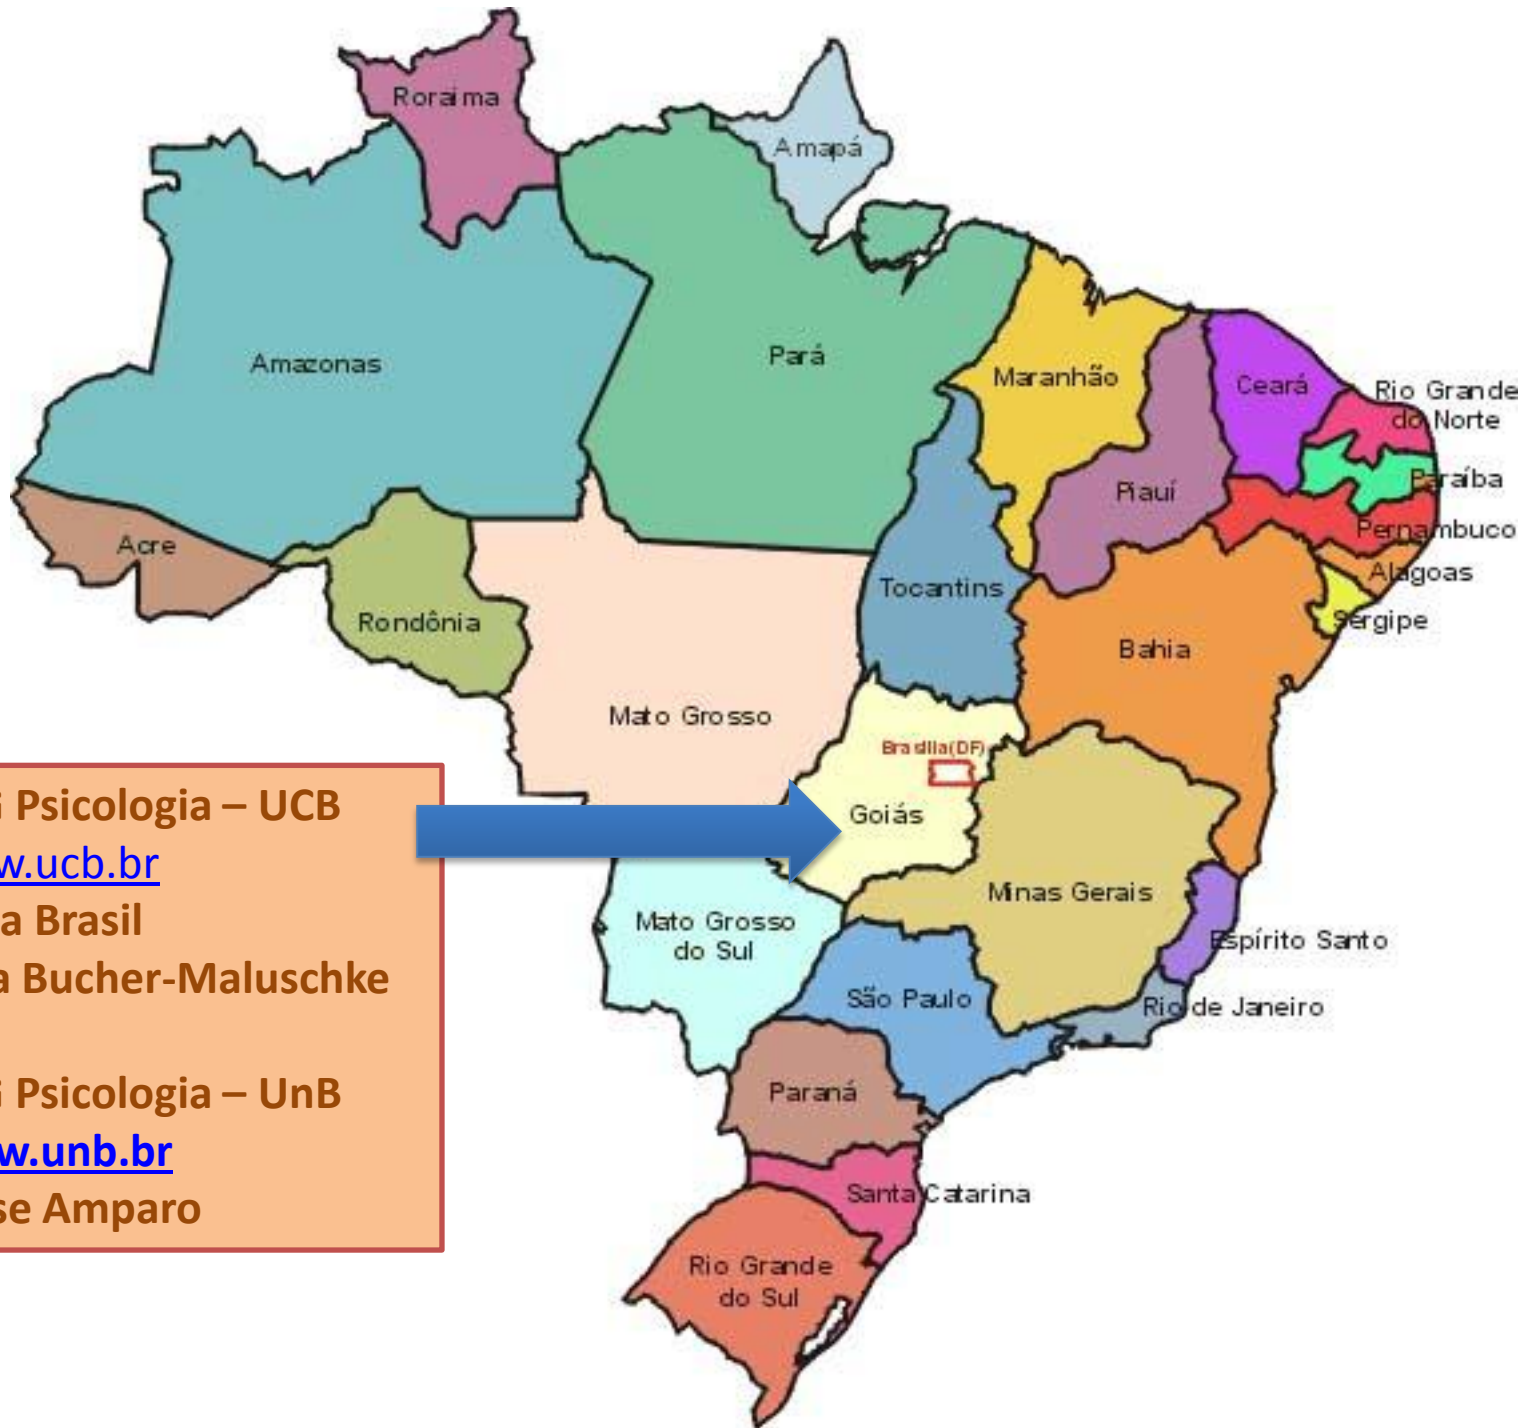 Roraima
Amapá
Amazonas
Pará
Maranhão
Ceará
Rio Grande
do Norte
Piauí
Paraíba
Pernambuco
Acre
Alagoas
Tocantins
Sergipe
Rondônia
Bahia
Mato Grosso
Brasília(DF)
Goiás
Psicologia – UCB
w.ucb.br
a Brasil
a Bucher-Maluschke
Psicologia – UnB
w.unb.br
se Amparo
Minas Gerais
Mato Grosso
do Sul
Espírito Santo
São Paulo
Rio de Janeiro
Paraná
Santa Catarina
Rio Grande
do Sul